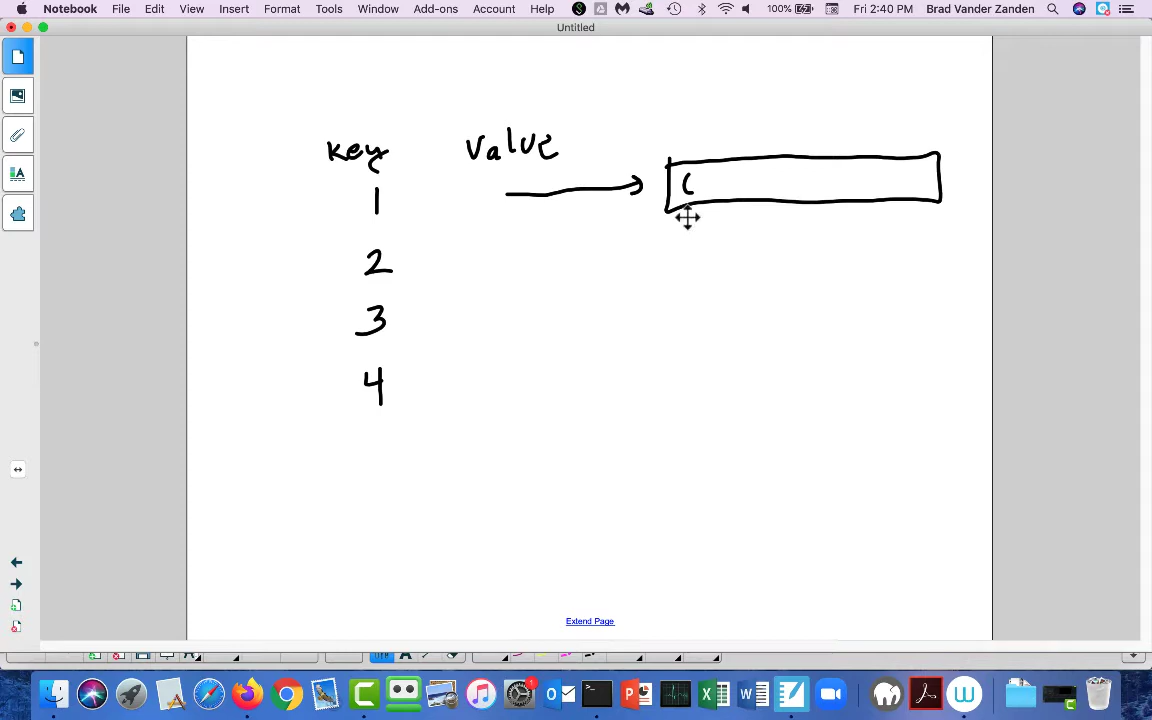 Notebook File Edit View Insert Format Tools Window Add-ons Account Help 100% Fri 2:40 PM Brad Vander Zanden
Untitled
Key Value
1 (
2
3
4
Extend Page